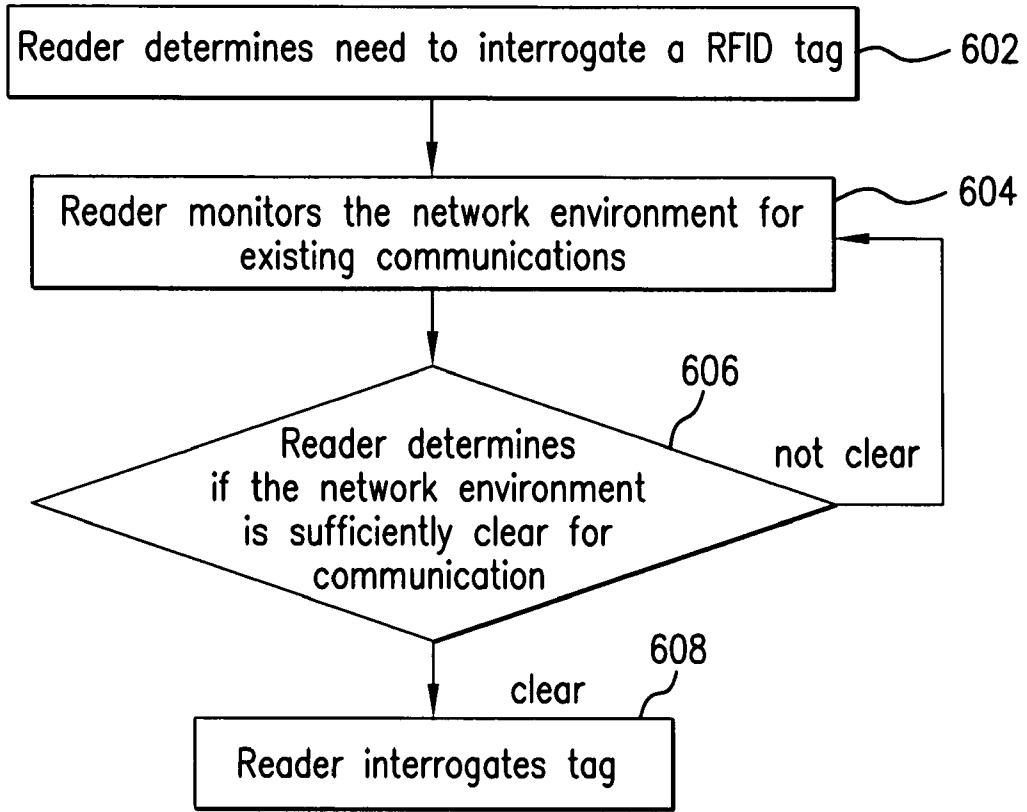 Reader determines need to interrogate a RFID tag
602
Reader monitors the network environment for
existing communications
604
606
Reader determines
if the network environment
is sufficiently clear for
communication
not clear
clear
608
Reader interrogates tag